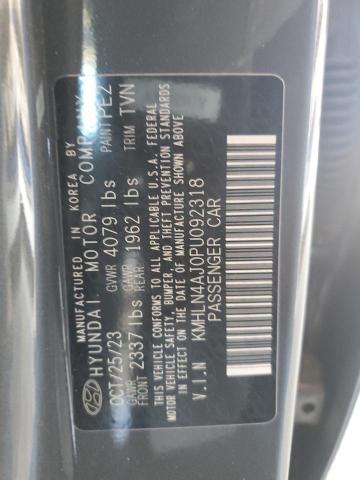 MANUFACTURED IN KOREA BY
HYUNDAI MOTOR COMPANY
OCT/25/23 GVWR 4079 lbs PAINT PE2
GAWR FRONT 2337 lbs GAWR REAR 1962 lbs TRIM TVN
THIS VEHICLE CONFORMS TO ALL APPLICABLE U.S.A. FEDERAL
MOTOR VEHICLE SAFETY, BUMPER, AND THEFT PREVENTION STANDARDS
IN EFFECT ON THE DATE OF MANUFACTURE SHOWN ABOVE.
V.I.N KMHLN4AJ0PU092318
PASSENGER CAR